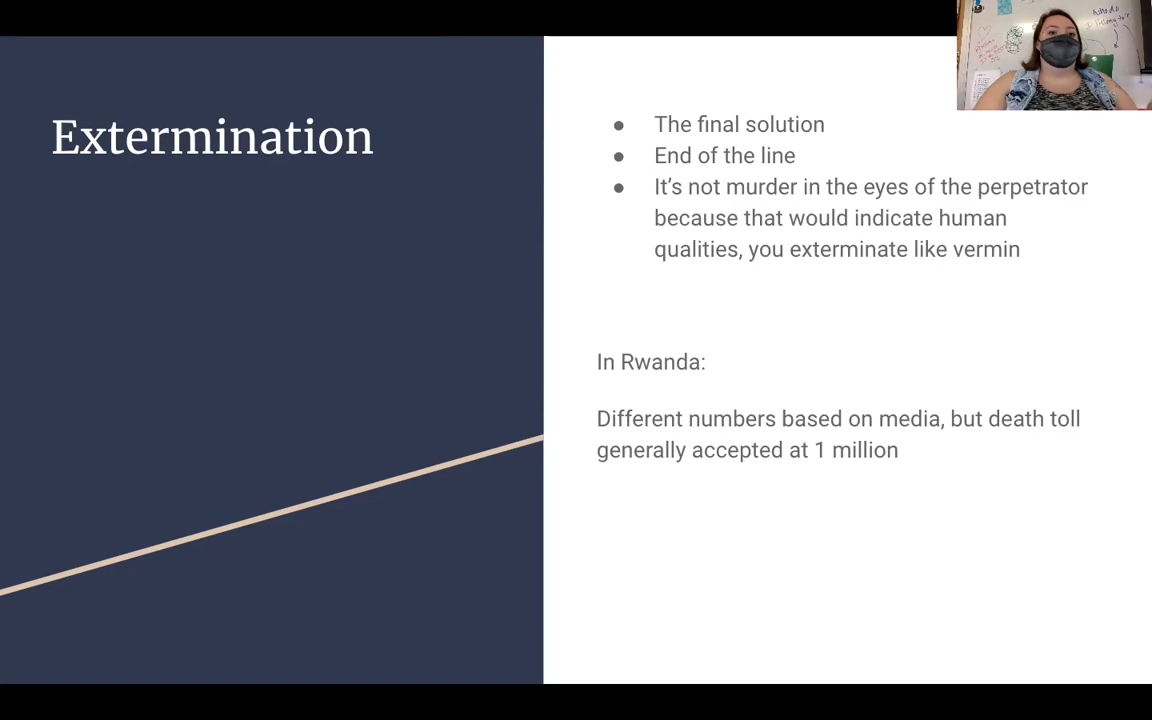 Extermination
● The final solution
● End of the line
● It’s not murder in the eyes of the perpetrator
because that would indicate human
qualities, you exterminate like vermin
In Rwanda:
Different numbers based on media, but death toll
generally accepted at 1 million